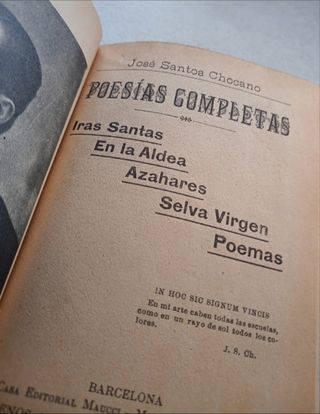 José Santos Chocano
POESÍAS COMPLETAS
Iras Santas
En la Aldea
Azahares
Selva Virgen
Poemas
IN HOC SIC SIGNUM VINCIS
En mi arte caben todas las escuelas,
como en un rayo de sol todos los co-
lores.
J. S. Ch.
BARCELONA
CASA EDITORIAL MAUCCI